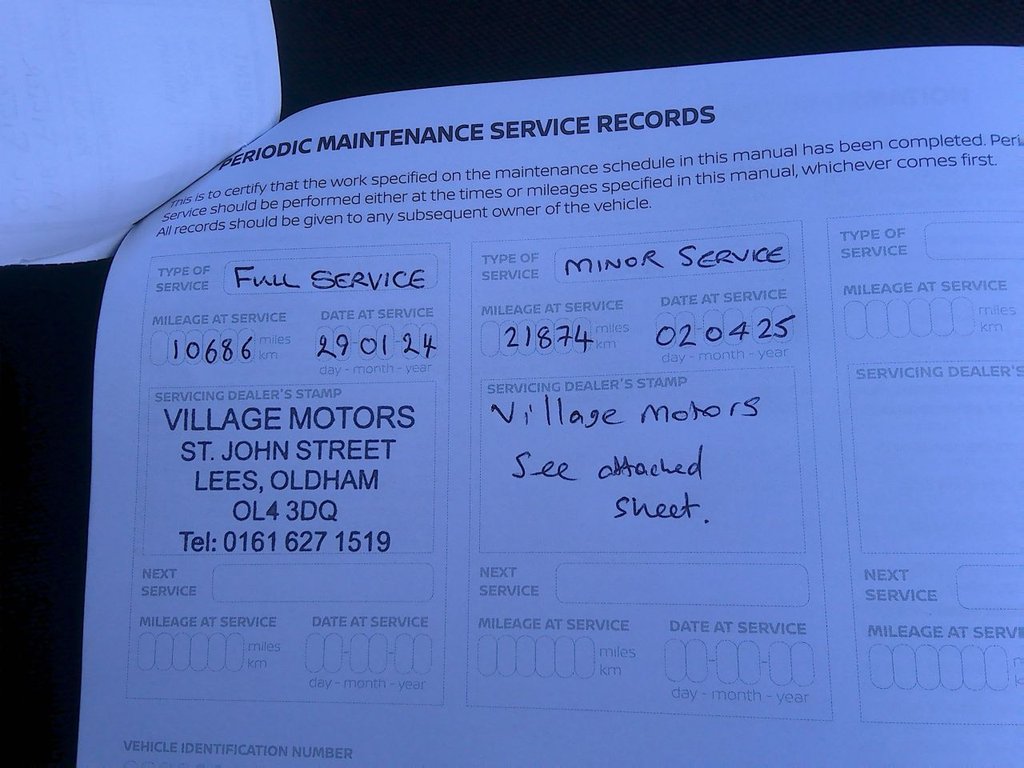 PERIODIC MAINTENANCE SERVICE RECORDS
This is to certify that the work specified on the maintenance schedule in this manual has been completed. Peri
service should be performed either at the times or mileages specified in this manual, whichever comes first.
All records should be given to any subsequent owner of the vehicle.
TYPE OF SERVICE FULL SERVICE
MILEAGE AT SERVICE DATE AT SERVICE
10686 miles km 29-01-24
day - month - year
SERVICING DEALER'S STAMP
VILLAGE MOTORS
ST. JOHN STREET
LEES, OLDHAM
OL4 3DQ
Tel: 0161 627 1519
NEXT SERVICE
MILEAGE AT SERVICE DATE AT SERVICE
miles km
day - month - year
TYPE OF SERVICE MINOR SERVICE
MILEAGE AT SERVICE DATE AT SERVICE
21874 miles km 02 04 25
day - month - year
SERVICING DEALER'S STAMP
Village Motors
See attached
Sheet.
NEXT SERVICE
MILEAGE AT SERVICE DATE AT SERVICE
miles km
day - month - year
TYPE OF SERVICE
MILEAGE AT SERVICE
miles km
SERVICING DEALER'S
NEXT SERVICE
MILEAGE AT SERVI
VEHICLE IDENTIFICATION NUMBER